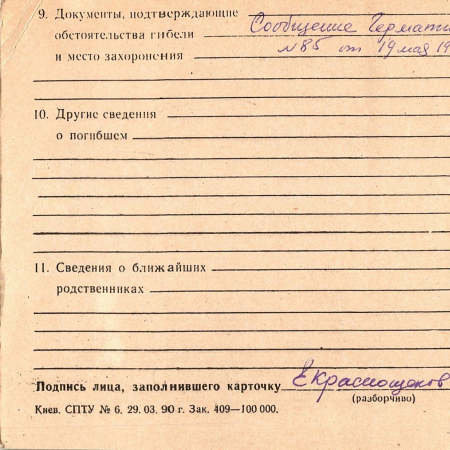 9. Документы, подтверждающие Сообщение Германи
обстоятельства гибели № 85 от 19 мая 19
и место захоронения
10. Другие сведения
о погибшем
11. Сведения о ближайших
родственниках
Подпись лица, заполнившего карточку ЕКраснощеков
(разборчиво)
Киев. СПТУ № 6. 29. 03. 90 г. Зак. 409—100 000.